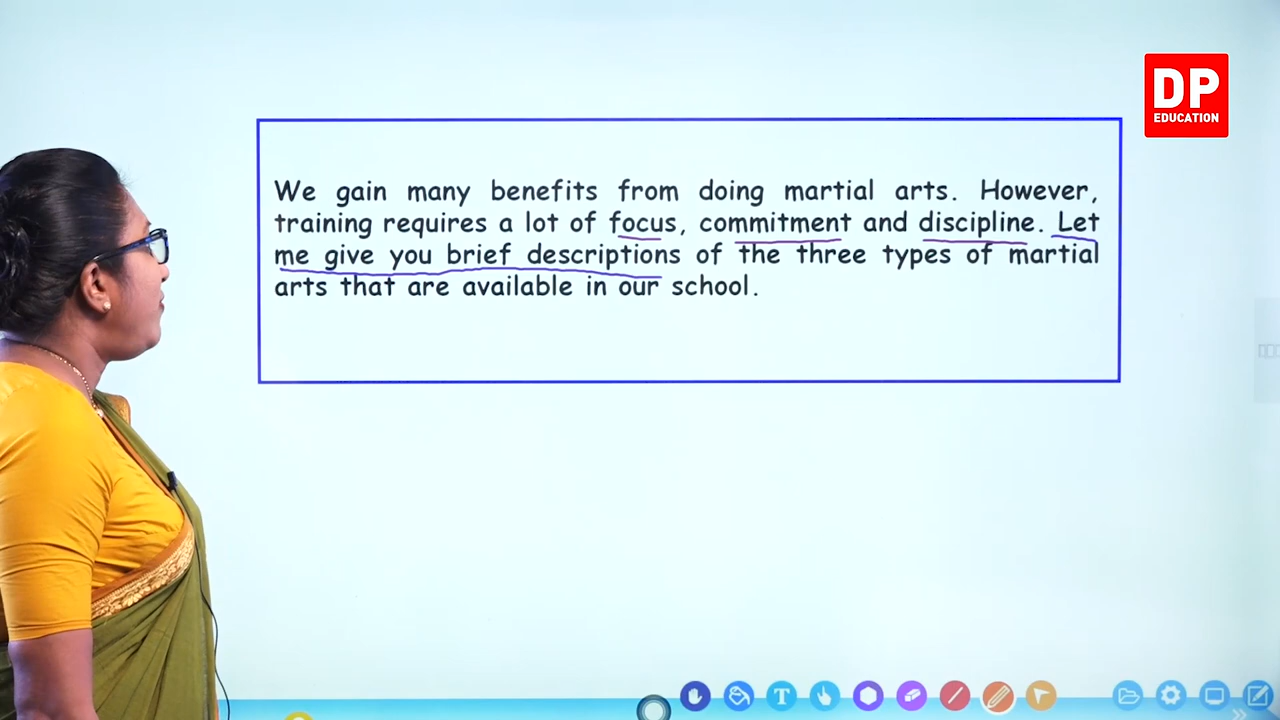 DP
EDUCATION
We gain many benefits from doing martial arts. However,
training requires a lot of focus, commitment and discipline. Let
me give you brief descriptions of the three types of martial
arts that are available in our school.
T